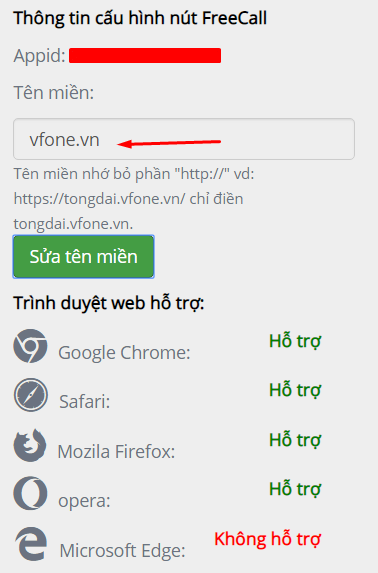 Thông tin cấu hình nút FreeCall
Appid:
Tên miền:
vfone.vn
Tên miền nhớ bỏ phần "http://" vd:
https://tongdai.vfone.vn/ chỉ điền
tongdai.vfone.vn.
Sửa tên miền
Trình duyệt web hỗ trợ:
Google Chrome: Hỗ trợ
Safari: Hỗ trợ
Mozila Firefox: Hỗ trợ
opera: Hỗ trợ
Microsoft Edge: Không hỗ trợ